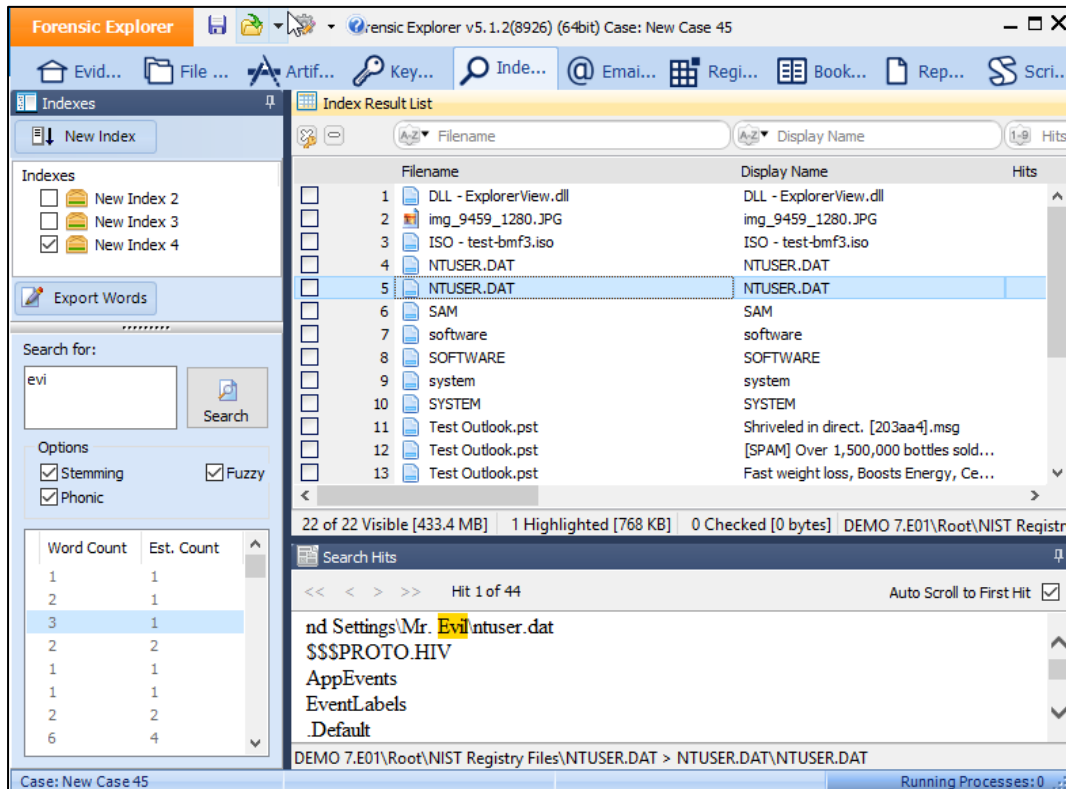 Forensic Explorer
rensic Explorer v5.1.2(8926) (64bit) Case: New Case 45
Evid... File ... Artif... Key... Inde... Emai... Regi... Book... Rep... Scri...
Indexes
New Index
Indexes
New Index 2
New Index 3
New Index 4
Export Words
Search for:
evi
Search
Options
Stemming Fuzzy
Phonic
Word Count Est. Count
1 1
2 1
3 1
2 2
1 1
1 1
2 2
6 4
Index Result List
A-Z Filename A-Z Display Name 1-9 Hits
Filename Display Name Hits
1 DLL - ExplorerView.dll DLL - ExplorerView.dll
2 img_9459_1280.JPG img_9459_1280.JPG
3 ISO - test-bmf3.iso ISO - test-bmf3.iso
4 NTUSER.DAT NTUSER.DAT
5 NTUSER.DAT NTUSER.DAT
6 SAM SAM
7 software software
8 SOFTWARE SOFTWARE
9 system system
10 SYSTEM SYSTEM
11 Test Outlook.pst Shriveled in direct. [203aa4].msg
12 Test Outlook.pst [SPAM] Over 1,500,000 bottles sold...
13 Test Outlook.pst Fast weight loss, Boosts Energy, Ce...
22 of 22 Visible [433.4 MB] 1 Highlighted [768 KB] 0 Checked [0 bytes] DEMO 7.E01\Root\NIST Registr
Search Hits
<< < > >> Hit 1 of 44 Auto Scroll to First Hit
nd Settings\Mr. Evil\ntuser.dat
$$$PROTO.HIV
AppEvents
EventLabels
.Default
DEMO 7.E01\Root\NIST Registry Files\NTUSER.DAT > NTUSER.DAT\NTUSER.DAT
Case: New Case 45 Running Processes:0